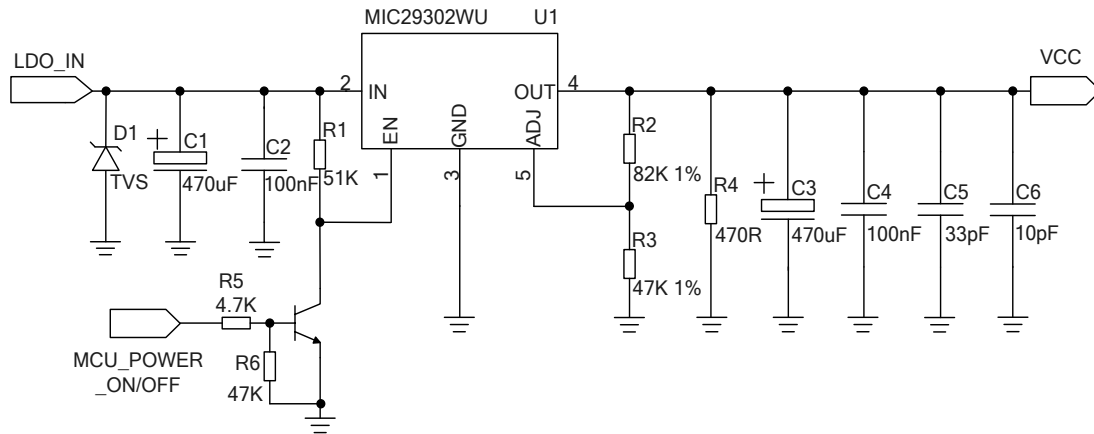 MIC29302WU U1
LDO_IN
VCC
2 IN
OUT 4
EN
GND
ADJ
1
3
5
D1
TVS
+
C1
470uF
C2
100nF
R1
51K
R2
82K 1%
R3
47K 1%
R4
470R
+
C3
470uF
C4
100nF
C5
33pF
C6
10pF
R5
4.7K
MCU_POWER
_ON/OFF
R6
47K